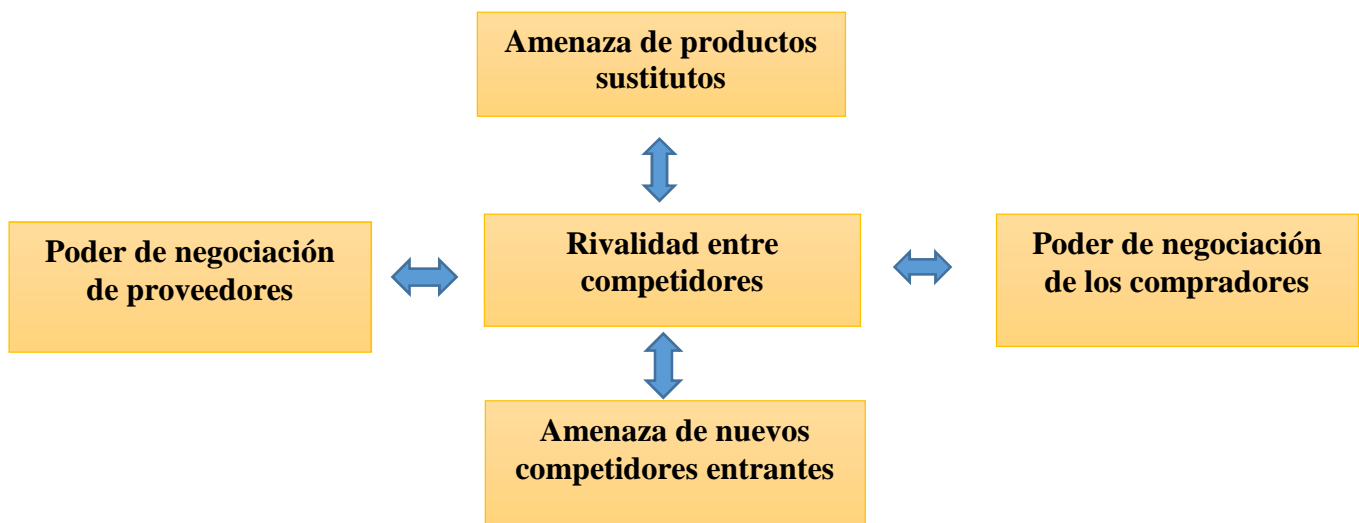 Amenaza de productos
sustitutos
Poder de negociación
de proveedores
Rivalidad entre
competidores
Poder de negociación
de los compradores
Amenaza de nuevos
competidores entrantes